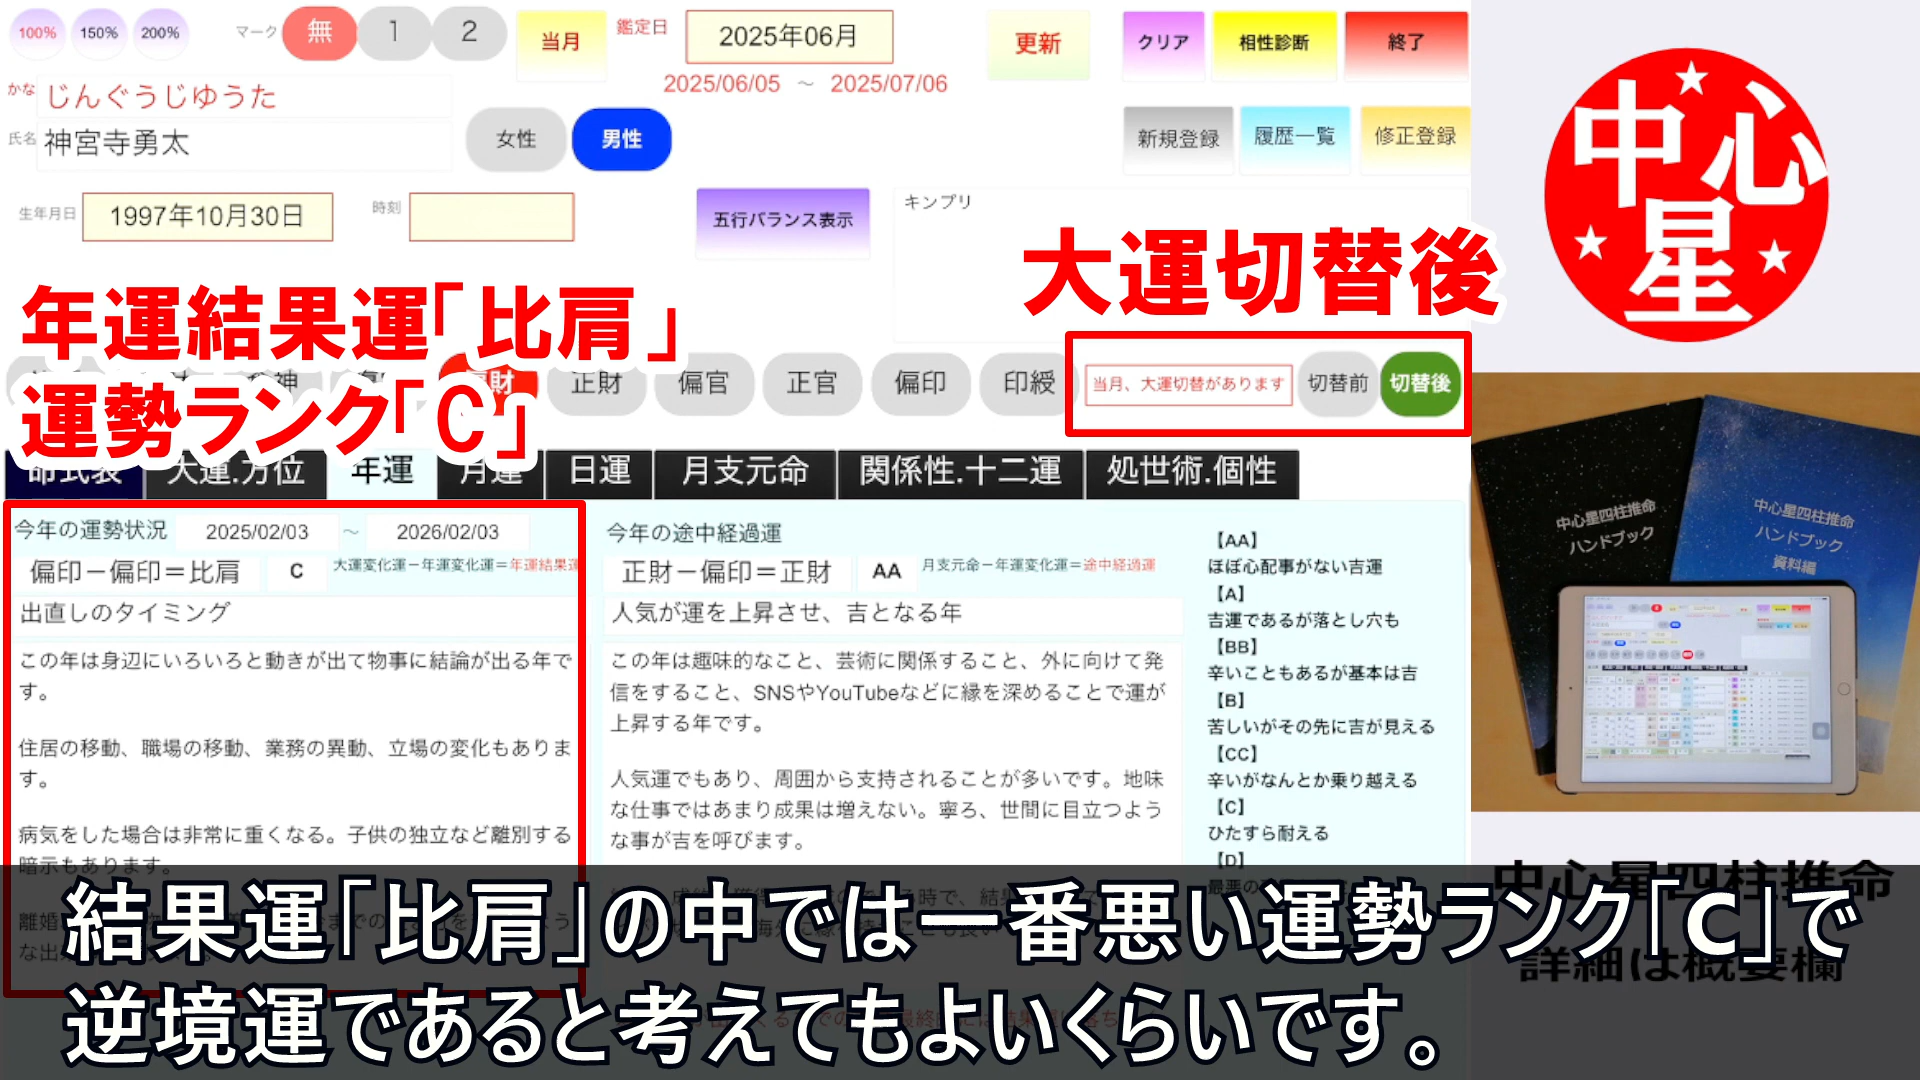 100%
150%
200%
マーク
無
1
2
当月
鑑定日
2025年06月
2025/06/05 ～ 2025/07/06
更新
クリア
相性診断
終了
かな
じんぐうじゆうた
氏名
神宮寺勇太
女性
男性
新規登録
履歴一覧
修正登録
生年月日
1997年10月30日
時刻
五行バランス表示
キンプリ
中心星
大運切替後
年運結果運「比肩」
運勢ランク「C」
正財
偏官
正官
偏印
印綬
当月、大運切替があります
切替前
切替後
命式表
大運.方位
年運
月運
日運
月支元命
関係性.十二運
処世術.個性
今年の運勢状況
2025/02/03 ～ 2026/02/03
偏印－偏印＝比肩
C
大運変化運－年運変化運＝年運結果運
出直しのタイミング
この年は身辺にいろいろと動きが出て物事に結論が出る年で
す。
住居の移動、職場の移動、業務の異動、立場の変化もありま
す。
病気をした場合は非常に重くなる。子供の独立など離別する
暗示もあります。
今年の途中経過運
正財－偏印＝正財
AA
月支元命－年運変化運＝途中経過運
人気が運を上昇させ、吉となる年
この年は趣味的なこと、芸術に関係すること、外に向けて発
信をすること、SNSやYouTubeなどに縁を深めることで運が
上昇する年です。
人気運でもあり、周囲から支持されることが多いです。地味
な仕事ではあまり成果は増えない。寧ろ、世間に目立つよう
な事が吉を呼びます。
【AA】
ほぼ心配事がない吉運
【A】
吉運であるが落とし穴も
【BB】
辛いこともあるが基本は吉
【B】
苦しいがその先に吉が見える
【CC】
辛いがなんとか乗り越える
【C】
ひたすら耐える
【D】
中心星四柱推命
ハンドブック
中心星四柱推命
ハンドブック
資料編
中心星四柱推命
詳細は概要欄
結果運「比肩」の中では一番悪い運勢ランク「C」で
逆境運であると考えてもよいくらいです。